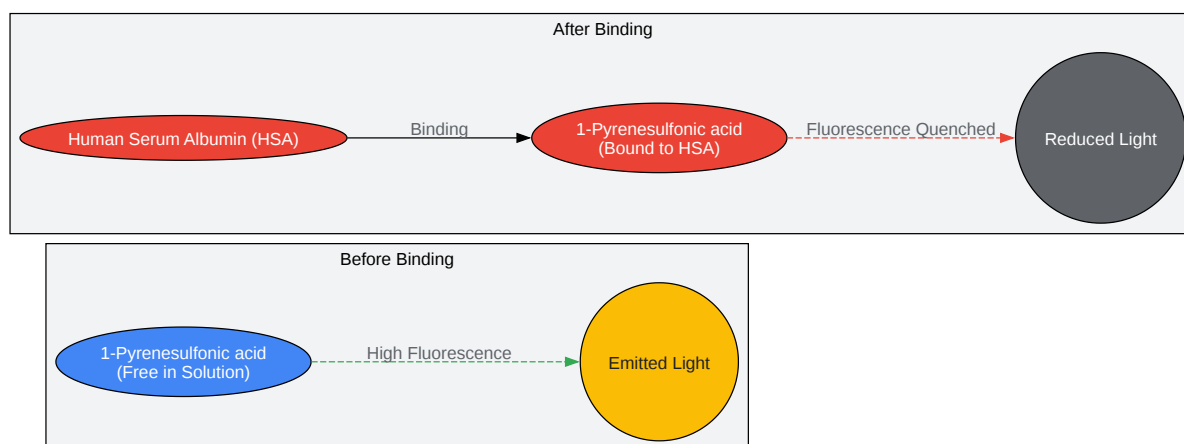 After Binding
Human Serum Albumin (HSA)
Binding
1-Pyrenesulfonic acid
(Bound to HSA)
Fluorescence Quenched
Reduced Light
Before Binding
1-Pyrenesulfonic acid
(Free in Solution)
High Fluorescence
Emitted Light